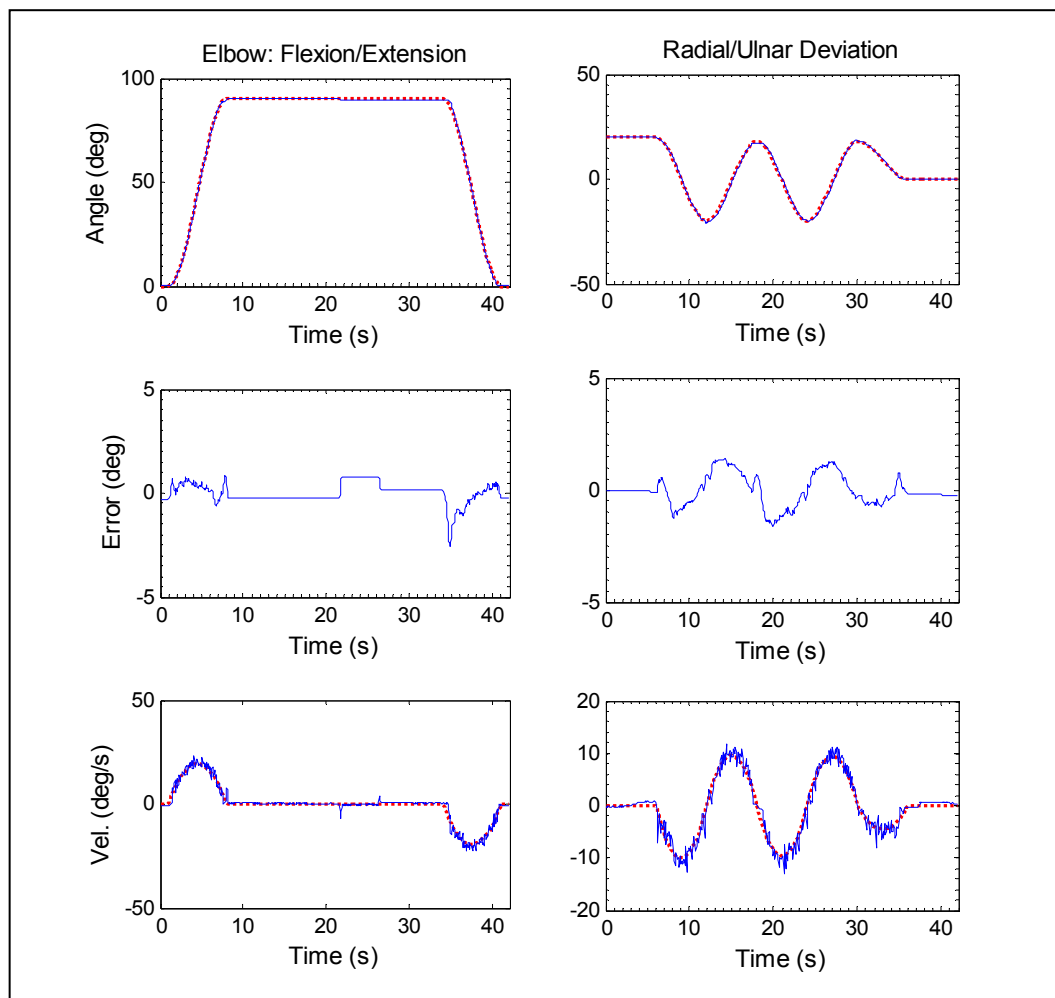 Elbow: Flexion/Extension
Radial/Ulnar Deviation
Angle (deg)
100
50
0
0 10 20 30 40
Time (s)
50
0
-50
0 10 20 30 40
Time (s)
Error (deg)
5
0
-5
0 10 20 30 40
Time (s)
5
0
-5
0 10 20 30 40
Time (s)
Vel. (deg/s)
50
0
-50
0 10 20 30 40
Time (s)
20
10
0
-10
-20
0 10 20 30 40
Time (s)